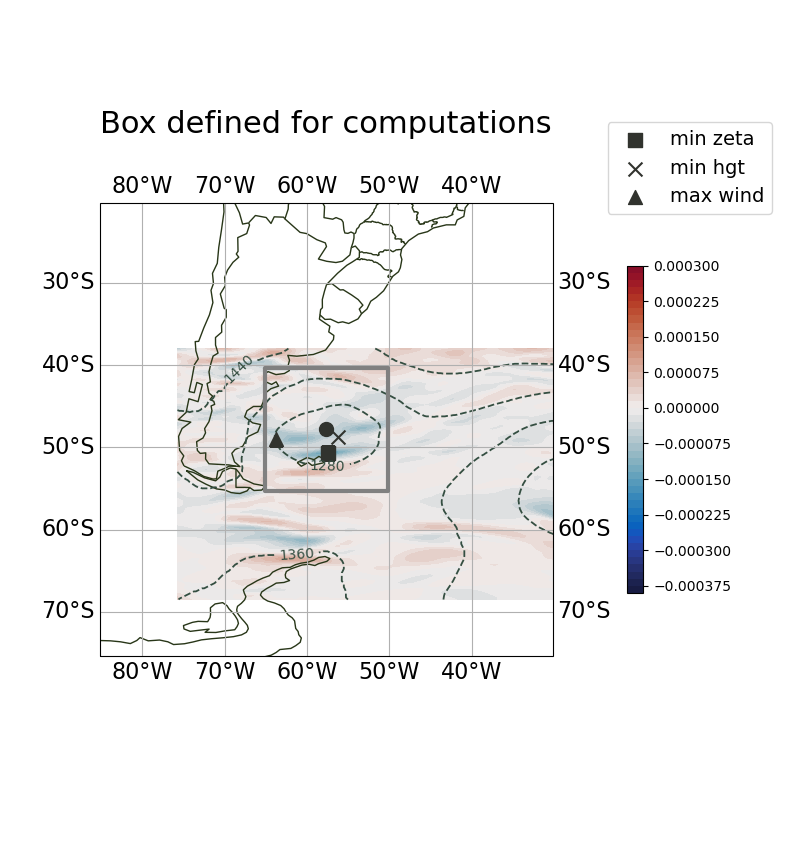 Box defined for computations
min zeta
min hgt
max wind
80°W 70°W 60°W 50°W 40°W
30°S 30°S
40°S 40°S
50°S 50°S
60°S 60°S
70°S 70°S
1440
1280
1360
80°W 70°W 60°W 50°W 40°W
0.000300
0.000225
0.000150
0.000075
0.000000
−0.000075
−0.000150
−0.000225
−0.000300
−0.000375